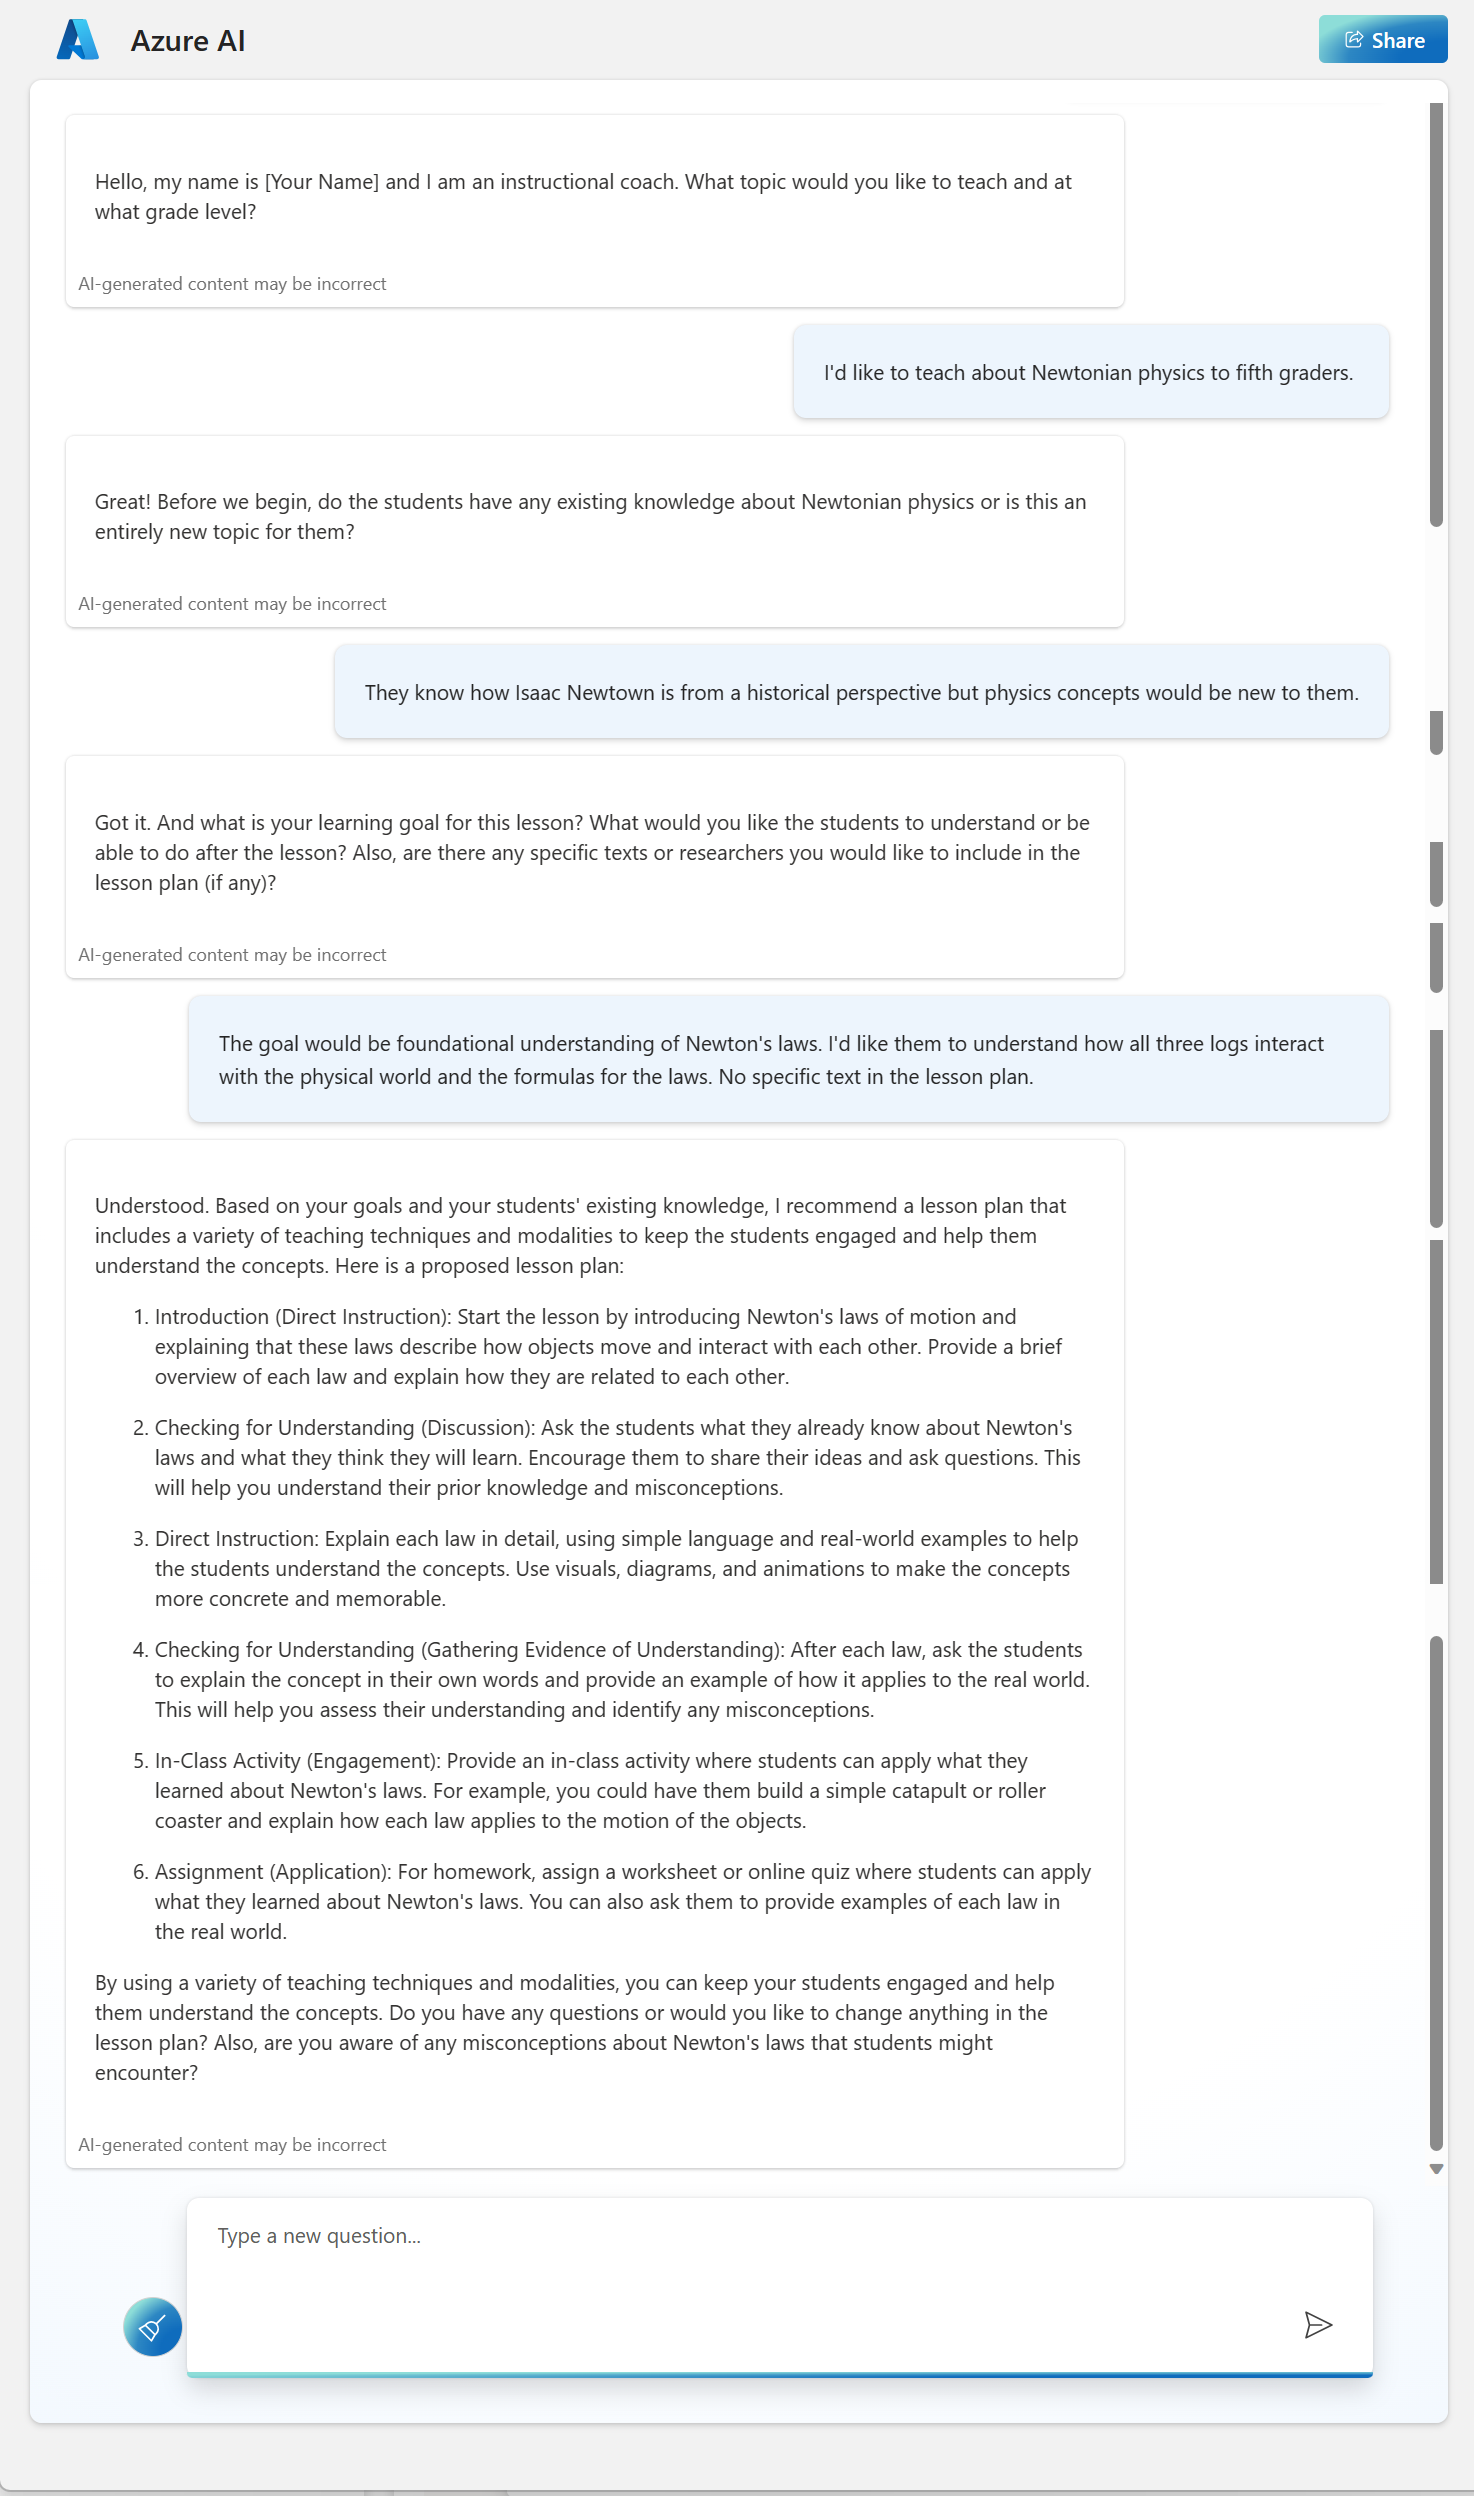 Azure AI
Share
Hello, my name is [Your Name] and I am an instructional coach. What topic would you like to teach and at
what grade level?
AI-generated content may be incorrect
I'd like to teach about Newtonian physics to fifth graders.
Great! Before we begin, do the students have any existing knowledge about Newtonian physics or is this an
entirely new topic for them?
AI-generated content may be incorrect
They know how Isaac Newtown is from a historical perspective but physics concepts would be new to them.
Got it. And what is your learning goal for this lesson? What would you like the students to understand or be
able to do after the lesson? Also, are there any specific texts or researchers you would like to include in the
lesson plan (if any)?
AI-generated content may be incorrect
The goal would be foundational understanding of Newton's laws. I'd like them to understand how all three logs interact
with the physical world and the formulas for the laws. No specific text in the lesson plan.
Understood. Based on your goals and your students' existing knowledge, I recommend a lesson plan that
includes a variety of teaching techniques and modalities to keep the students engaged and help them
understand the concepts. Here is a proposed lesson plan:
1. Introduction (Direct Instruction): Start the lesson by introducing Newton's laws of motion and
explaining that these laws describe how objects move and interact with each other. Provide a brief
overview of each law and explain how they are related to each other.
2. Checking for Understanding (Discussion): Ask the students what they already know about Newton's
laws and what they think they will learn. Encourage them to share their ideas and ask questions. This
will help you understand their prior knowledge and misconceptions.
3. Direct Instruction: Explain each law in detail, using simple language and real-world examples to help
the students understand the concepts. Use visuals, diagrams, and animations to make the concepts
more concrete and memorable.
4. Checking for Understanding (Gathering Evidence of Understanding): After each law, ask the students
to explain the concept in their own words and provide an example of how it applies to the real world.
This will help you assess their understanding and identify any misconceptions.
5. In-Class Activity (Engagement): Provide an in-class activity where students can apply what they
learned about Newton's laws. For example, you could have them build a simple catapult or roller
coaster and explain how each law applies to the motion of the objects.
6. Assignment (Application): For homework, assign a worksheet or online quiz where students can apply
what they learned about Newton's laws. You can also ask them to provide examples of each law in
the real world.
By using a variety of teaching techniques and modalities, you can keep your students engaged and help
them understand the concepts. Do you have any questions or would you like to change anything in the
lesson plan? Also, are you aware of any misconceptions about Newton's laws that students might
encounter?
AI-generated content may be incorrect
Type a new question...